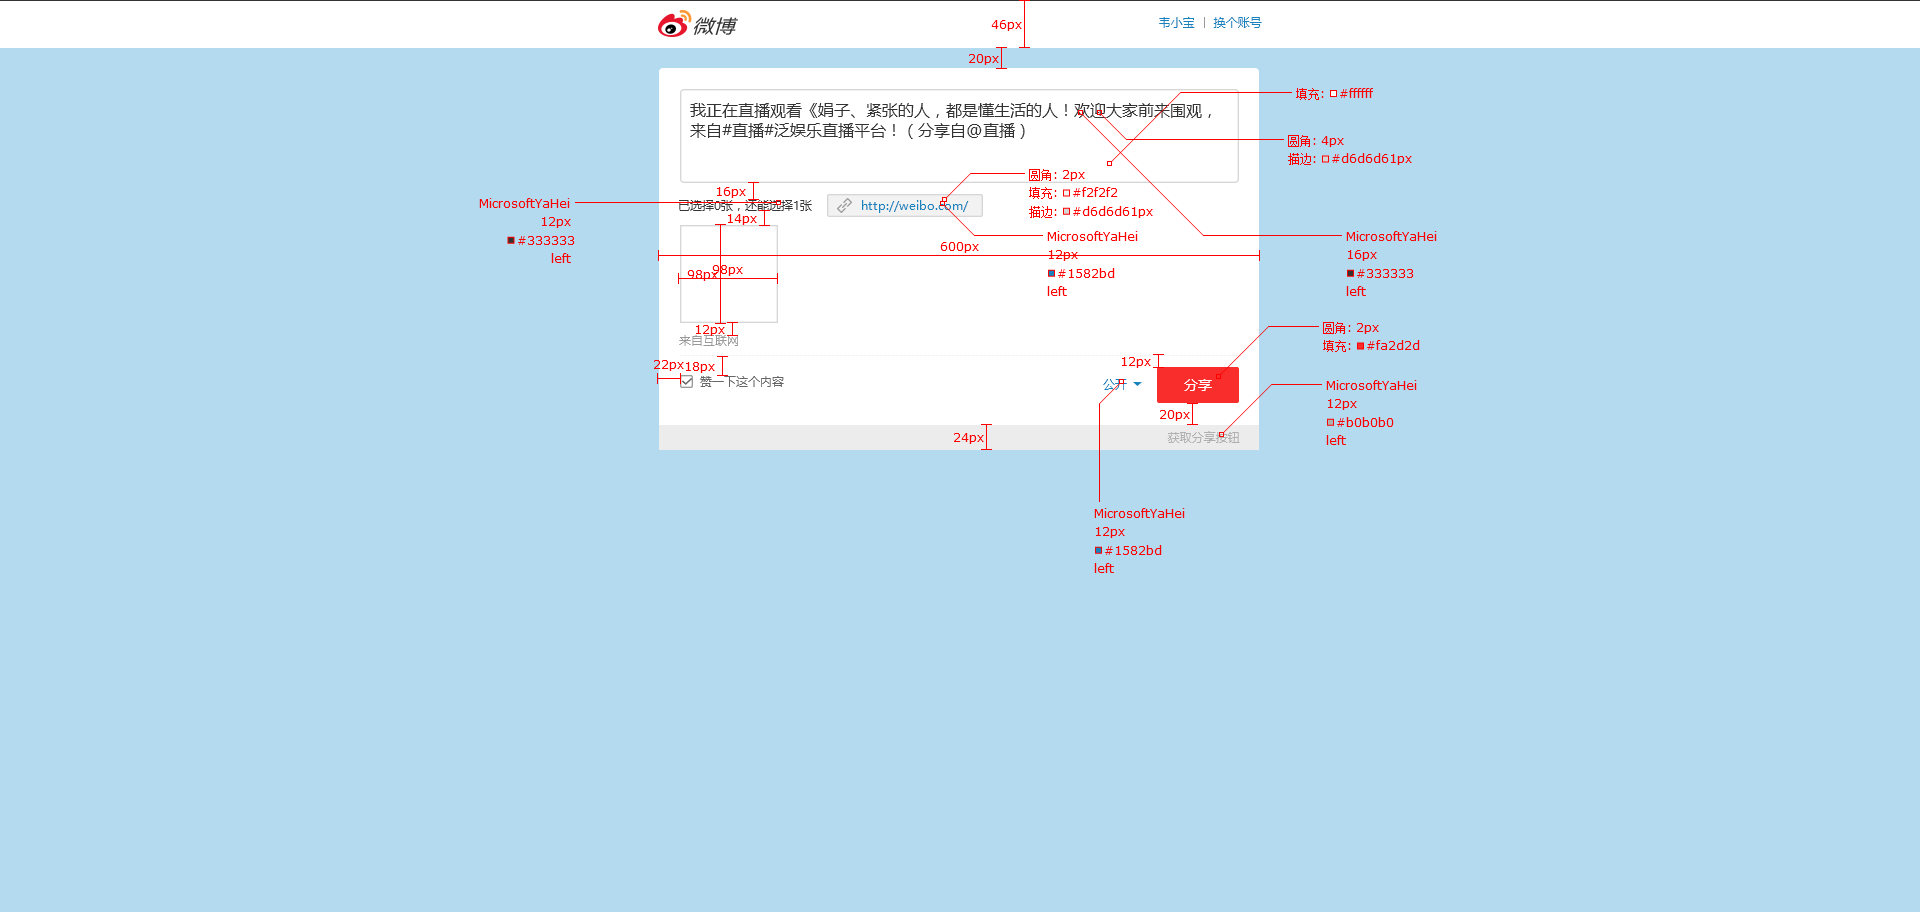 微博
46px
韦小宝 | 换个账号
20px
我正在直播观看《娟子、紧张的人，都是懂生活的人！欢迎大家前来围观，
来自#直播#泛娱乐直播平台！（分享自@直播）
填充: #ffffff
圆角: 4px
描边: #d6d6d61px
16px
圆角: 2px
填充: #f2f2f2
描边: #d6d6d61px
MicrosoftYaHei
12px
#333333
left
已选择0张，还能选择1张
http://weibo.com/
14px
600px
MicrosoftYaHei
12px
#1582bd
left
MicrosoftYaHei
16px
#333333
left
98px
98px
12px
来自互联网
圆角: 2px
填充: #fa2d2d
22px
18px
12px
赞一下这个内容
公开
分享
MicrosoftYaHei
12px
#b0b0b0
left
20px
24px
获取分享按钮
MicrosoftYaHei
12px
#1582bd
left